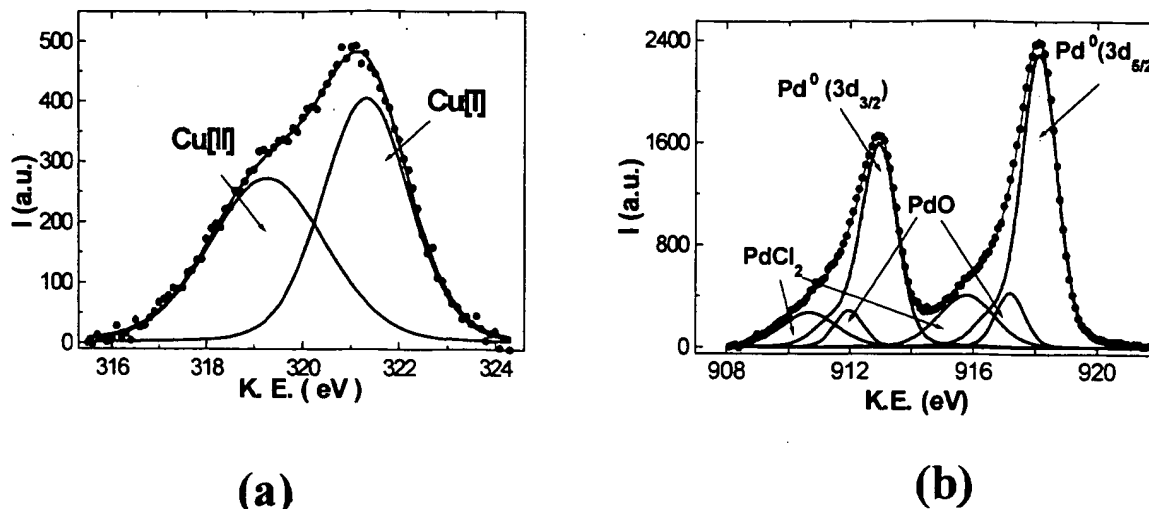 500
400
300
200
100
0
I (a.u.)
Cu[II]
Cu[I]
316 318 320 322 324
K. E. ( eV )
(a)
2400
1600
800
0
I (a.u.)
Pd⁰ (3d₃/₂)
Pd⁰ (3d₅/₂
PdO
PdCl₂
908 912 916 920
K.E. (eV)
(b)